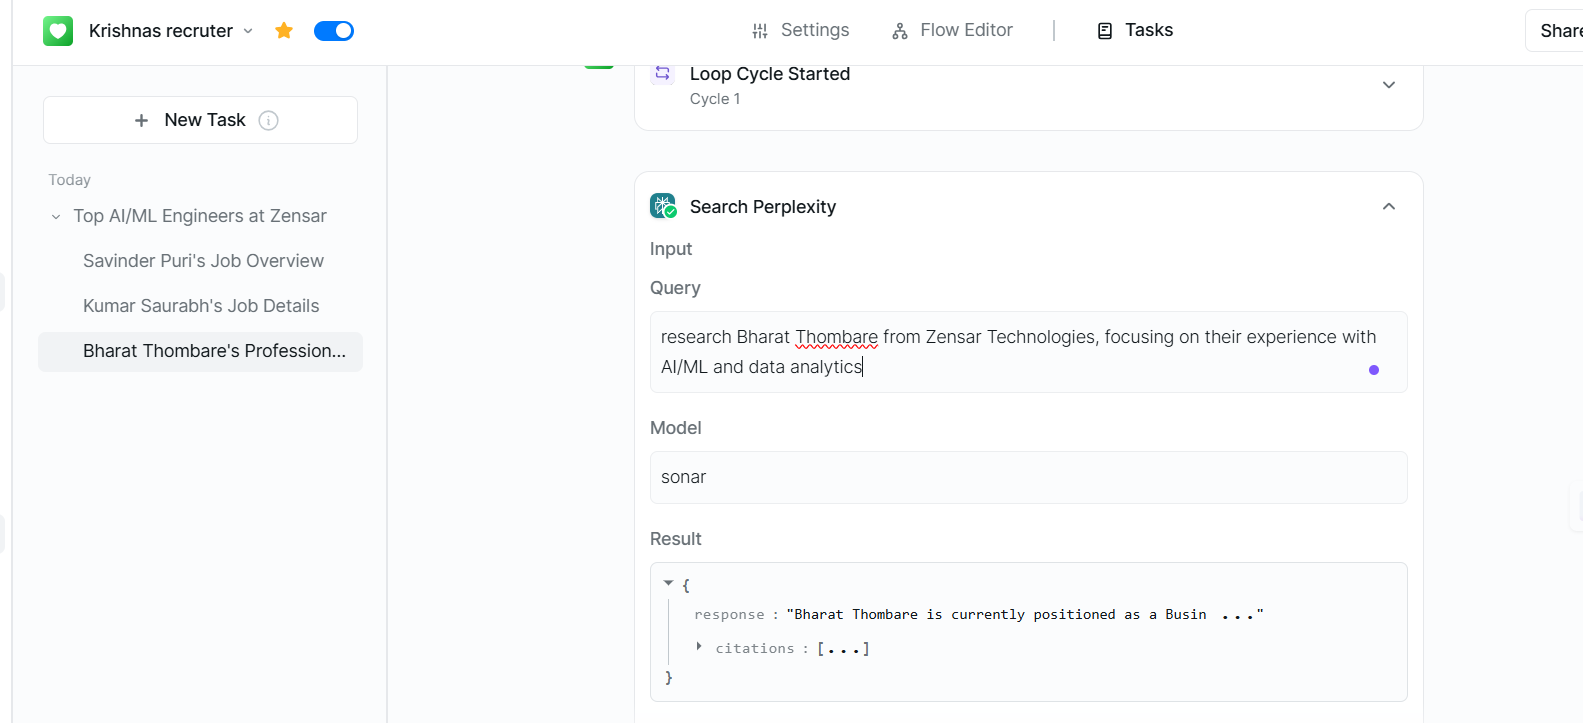 Krishnas recruter
Settings
Flow Editor
Tasks
Share
New Task
Today
Top AI/ML Engineers at Zensar
Savinder Puri's Job Overview
Kumar Saurabh's Job Details
Bharat Thombare's Profession...
Loop Cycle Started
Cycle 1
Search Perplexity
Input
Query
research Bharat Thombare from Zensar Technologies, focusing on their experience with
AI/ML and data analytics
Model
sonar
Result
{
response : "Bharat Thombare is currently positioned as a Busin ..."
citations : [...]
}